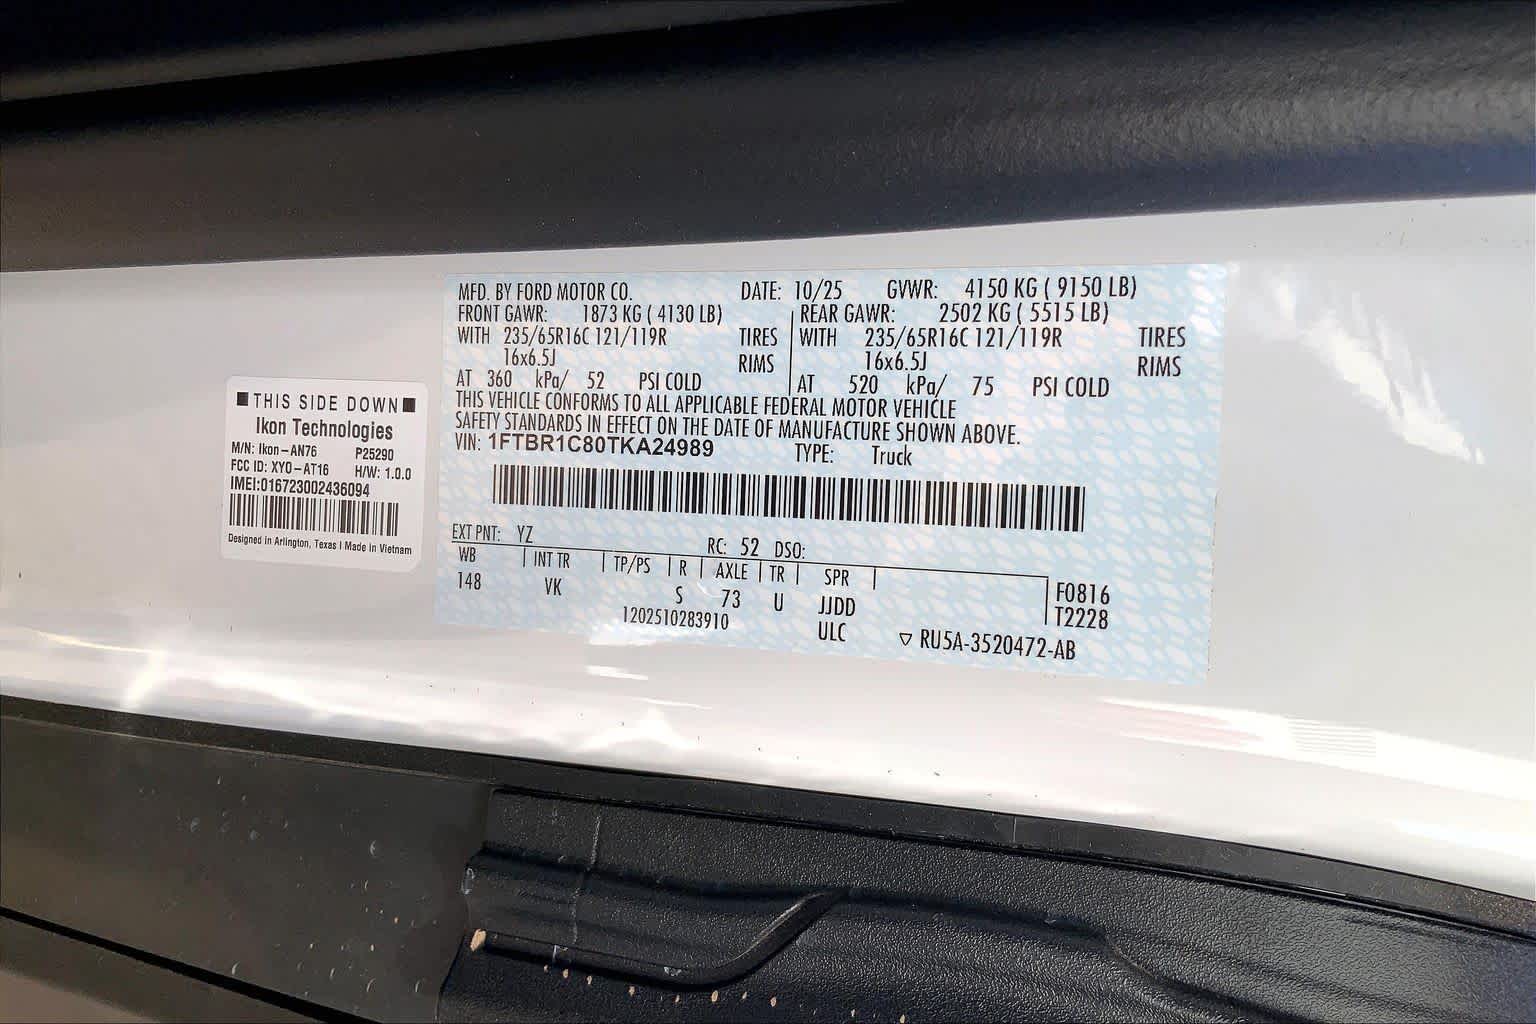 MFD. BY FORD MOTOR CO. DATE: 10/25 GVWR: 4150 KG ( 9150 LB)
FRONT GAWR: 1873 KG ( 4130 LB) REAR GAWR: 2502 KG ( 5515 LB)
WITH 235/65R16C 121/119R TIRES WITH 235/65R16C 121/119R TIRES
16x6.5J RIMS 16x6.5J RIMS
AT 360 kPa/ 52 PSI COLD AT 520 kPa/ 75 PSI COLD
THIS VEHICLE CONFORMS TO ALL APPLICABLE FEDERAL MOTOR VEHICLE
SAFETY STANDARDS IN EFFECT ON THE DATE OF MANUFACTURE SHOWN ABOVE.
VIN: 1FTBR1C80TKA24989 TYPE: Truck
EXT PNT: YZ RC: 52 DSO:
WB INT TR TP/PS R AXLE TR SPR
148 VK S 73 U JJDD F0816
1202510283910 ULC T2228
▽ RU5A-3520472-AB
■ THIS SIDE DOWN ■
Ikon Technologies
M/N: Ikon-AN76 P25290
FCC ID: XYO-AT16 H/W: 1.0.0
IMEI:016723002436094
Designed in Arlington, Texas | Made in Vietnam